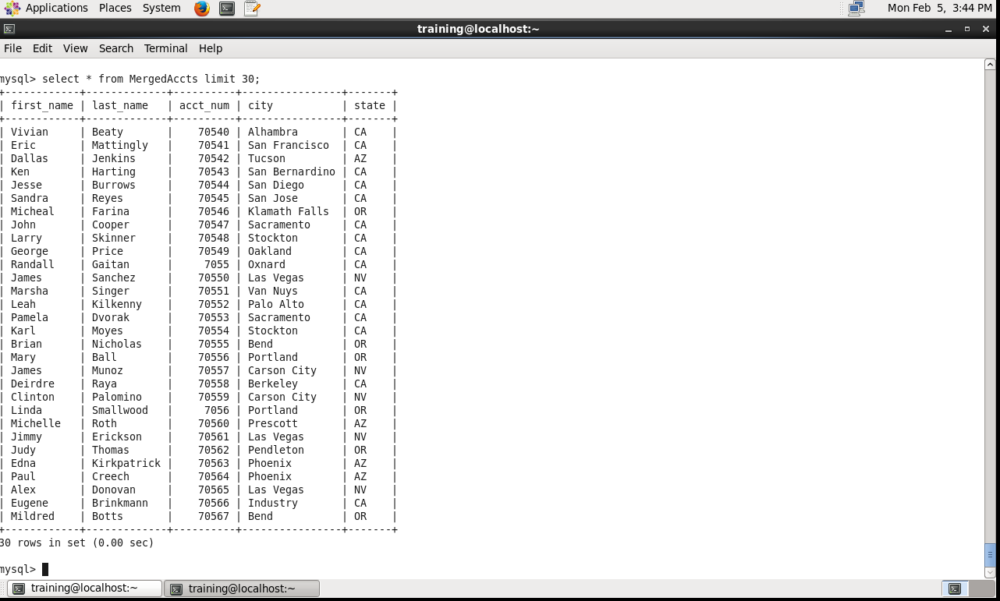 Applications Places System Mon Feb 5, 3:44 PM
training@localhost:~
File Edit View Search Terminal Help
mysql> select * from MergedAccts limit 30;
+-----------+-------------+----------+----------------+-------+
| first_name | last_name | acct_num | city | state |
+-----------+-------------+----------+----------------+-------+
| Vivian | Beaty | 70540 | Alhambra | CA |
| Eric | Mattingly | 70541 | San Francisco | CA |
| Dallas | Jenkins | 70542 | Tucson | AZ |
| Ken | Harting | 70543 | San Bernardino | CA |
| Jesse | Burrows | 70544 | San Diego | CA |
| Sandra | Reyes | 70545 | San Jose | CA |
| Micheal | Farina | 70546 | Klamath Falls | OR |
| John | Cooper | 70547 | Sacramento | CA |
| Larry | Skinner | 70548 | Stockton | CA |
| George | Price | 70549 | Oakland | CA |
| Randall | Gaitan | 7055 | Oxnard | CA |
| James | Sanchez | 70550 | Las Vegas | NV |
| Marsha | Singer | 70551 | Van Nuys | CA |
| Leah | Kilkenny | 70552 | Palo Alto | CA |
| Pamela | Dvorak | 70553 | Sacramento | CA |
| Karl | Moyes | 70554 | Stockton | CA |
| Brian | Nicholas | 70555 | Bend | OR |
| Mary | Ball | 70556 | Portland | OR |
| James | Munoz | 70557 | Carson City | NV |
| Deirdre | Raya | 70558 | Berkeley | CA |
| Clinton | Palomino | 70559 | Carson City | NV |
| Linda | Smallwood | 7056 | Portland | OR |
| Michelle | Roth | 70560 | Prescott | AZ |
| Jimmy | Erickson | 70561 | Las Vegas | NV |
| Judy | Thomas | 70562 | Pendleton | OR |
| Edna | Kirkpatrick | 70563 | Phoenix | AZ |
| Paul | Creech | 70564 | Phoenix | AZ |
| Alex | Donovan | 70565 | Las Vegas | NV |
| Eugene | Brinkmann | 70566 | Industry | CA |
| Mildred | Botts | 70567 | Bend | OR |
+-----------+-------------+----------+----------------+-------+
30 rows in set (0.00 sec)
mysql>
training@localhost:~ training@localhost:~